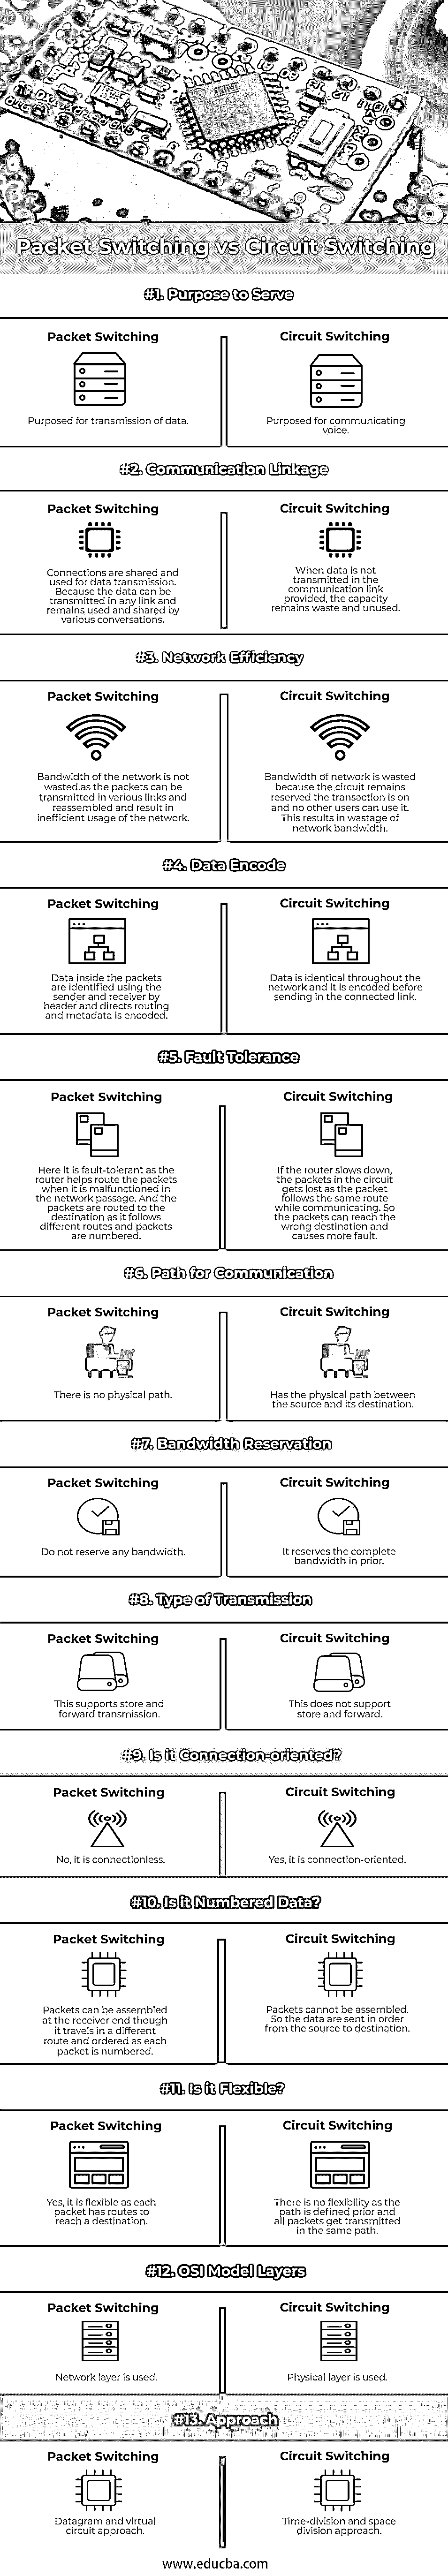 Packet Switching vs Circuit Switching
#1. Purpose to Serve
Packet Switching
Purposed for transmission of data.
Circuit Switching
Purposed for communicating
voice.
#2. Communication Linkage
Packet Switching
Connections are shared and
used for data transmission.
Because the data can be
transmitted in any link and
remains used and shared by
various conversations.
Circuit Switching
When data is not
transmitted in the
communication link
provided, the capacity
remains waste and unused.
#3. Network Efficiency
Packet Switching
Bandwidth of the network is not
wasted as the packets can be
transmitted in various links and
reassembled and result in
inefficient usage of the network.
Circuit Switching
Bandwidth of network is wasted
because the circuit remains
reserved the transaction is on
and no other users can use it.
This results in wastage of
network bandwidth.
#4. Data Encode
Packet Switching
Data inside the packets
are identified using the
sender and receiver by
header and directs routing
and metadata is encoded.
Circuit Switching
Data is identical throughout the
network and it is encoded before
sending in the connected link.
#5. Fault Tolerance
Packet Switching
Here it is fault-tolerant as the
router helps route the packets
when it is malfunctioned in
the network passage. And the
packets are routed to the
destination as it follows
different routes and packets
are numbered.
Circuit Switching
If the router slows down,
the packets in the circuit
gets lost as the packet
follows the same route
while communicating. So
the packets can reach the
wrong destination and
causes more fault.
#6. Path for Communication
Packet Switching
There is no physical path.
Circuit Switching
Has the physical path between
the source and its destination.
#7. Bandwidth Reservation
Packet Switching
Do not reserve any bandwidth.
Circuit Switching
It reserves the complete
bandwidth in prior.
#8. Type of Transmission
Packet Switching
This supports store and
forward transmission.
Circuit Switching
This does not support
store and forward.
#9. Is it Connection-oriented?
Packet Switching
No, it is connectionless.
Circuit Switching
Yes, it is connection-oriented.
#10. Is it Numbered Data?
Packet Switching
Packets can be assembled
at the receiver end though
it travels in a different
route and ordered as each
packet is numbered.
Circuit Switching
Packets cannot be assembled.
So the data are sent in order
from the source to destination.
#11. Is it Flexible?
Packet Switching
Yes, it is flexible as each
packet has routes to
reach a destination.
Circuit Switching
There is no flexibility as the
path is defined prior and
all packets get transmitted
in the same path.
#12. OSI Model Layers
Packet Switching
Network layer is used.
Circuit Switching
Physical layer is used.
#13. Approach
Packet Switching
Datagram and virtual
circuit approach.
Circuit Switching
Time-division and space
division approach.
www.educba.com